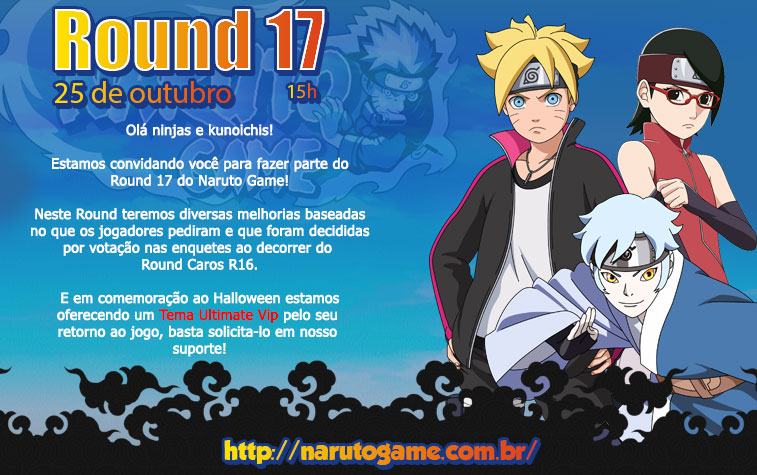 Round 17
25 de outubro 15h
Olá ninjas e kunoichis!
Estamos convidando você para fazer parte do
Round 17 do Naruto Game!
Neste Round teremos diversas melhorias baseadas
no que os jogadores pediram e que foram decididas
por votação nas enquetes ao decorrer do
Round Caros R16.
E em comemoração ao Halloween estamos
oferecendo um Tema Ultimate Vip pelo seu
retorno ao jogo, basta solicita-lo em nosso
suporte!
http://narutogame.com.br/